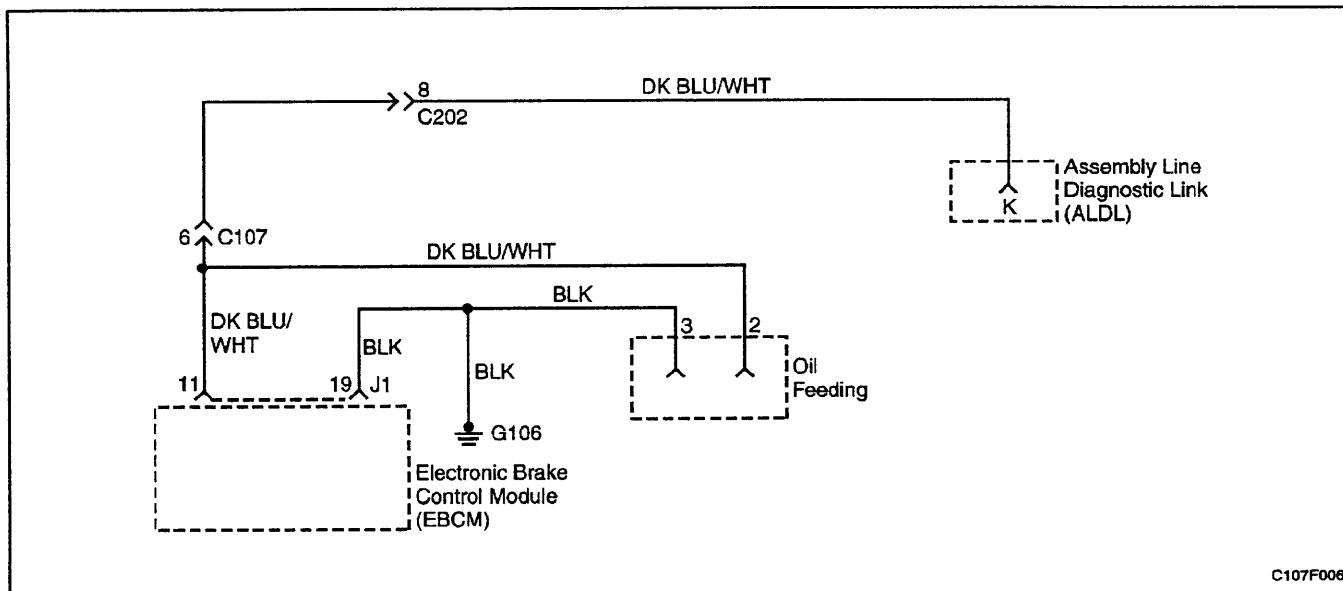 8
DK BLU/WHT
C202
Assembly Line
Diagnostic Link
(ALDL)
K
6 C107
DK BLU/WHT
BLK
DK BLU/
WHT
BLK
BLK
3 2
Oil
Feeding
11
19 J1
G106
Electronic Brake
Control Module
(EBCM)
C107F006